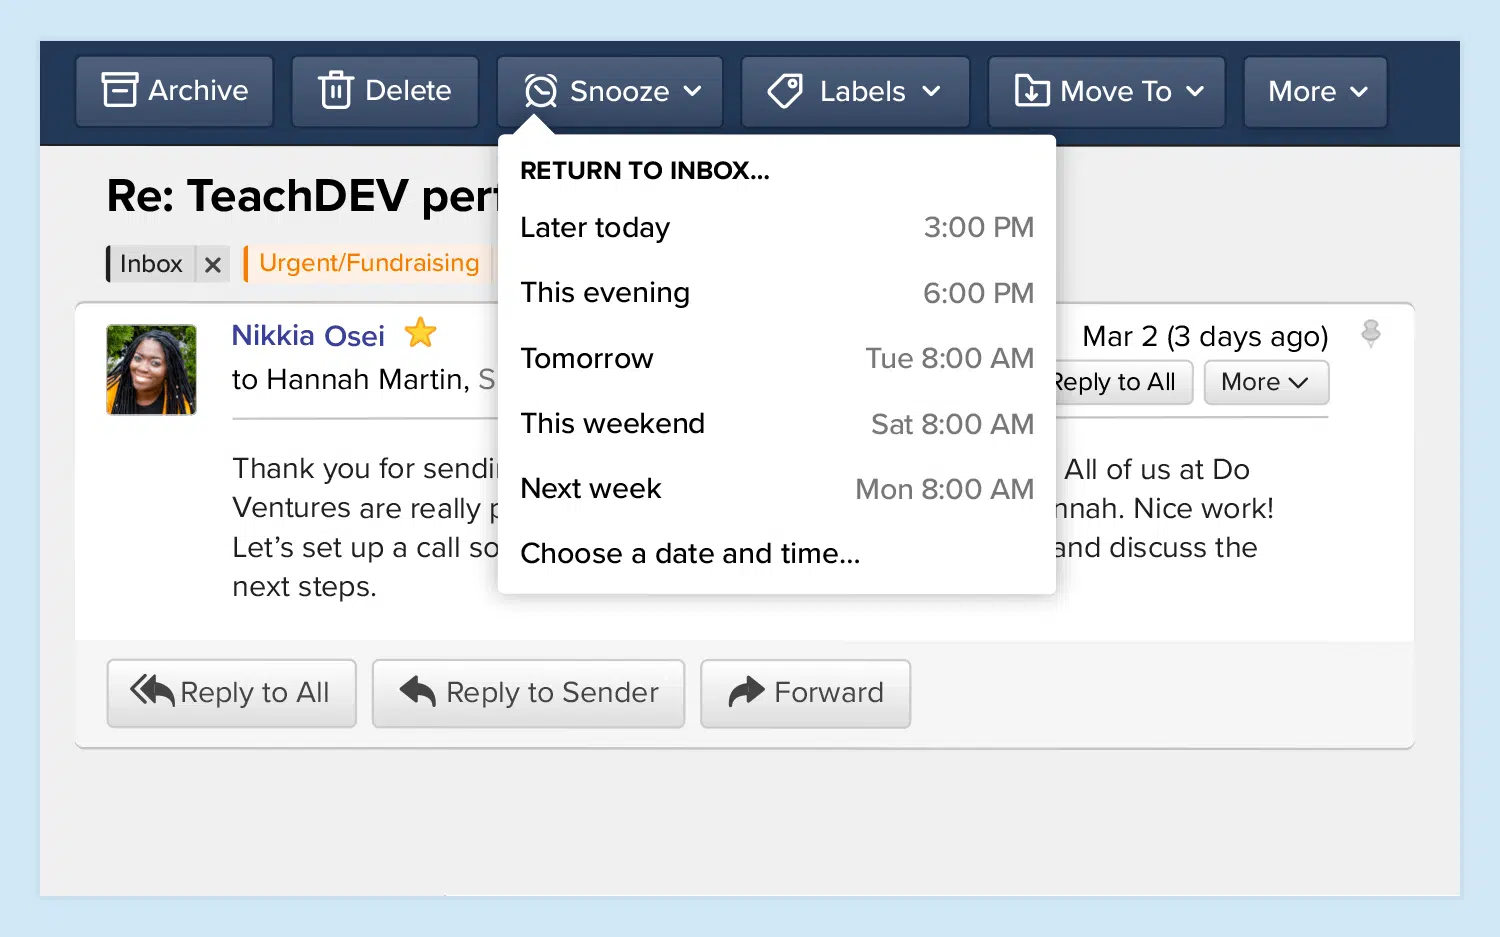 Archive Delete Snooze Labels Move To More
RETURN TO INBOX...
Re: TeachDEV
Later today 3:00 PM
Inbox Urgent/Fundraising
This evening 6:00 PM
Nikkia Osei Mar 2 (3 days ago)
Tomorrow Tue 8:00 AM
to Hannah Martin, Reply to All More
This weekend Sat 8:00 AM
Thank you for All of us at Do
Next week Mon 8:00 AM
Ventures are really Nice work!
Let’s set up a call and discuss the
Choose a date and time...
next steps.
Reply to All Reply to Sender Forward